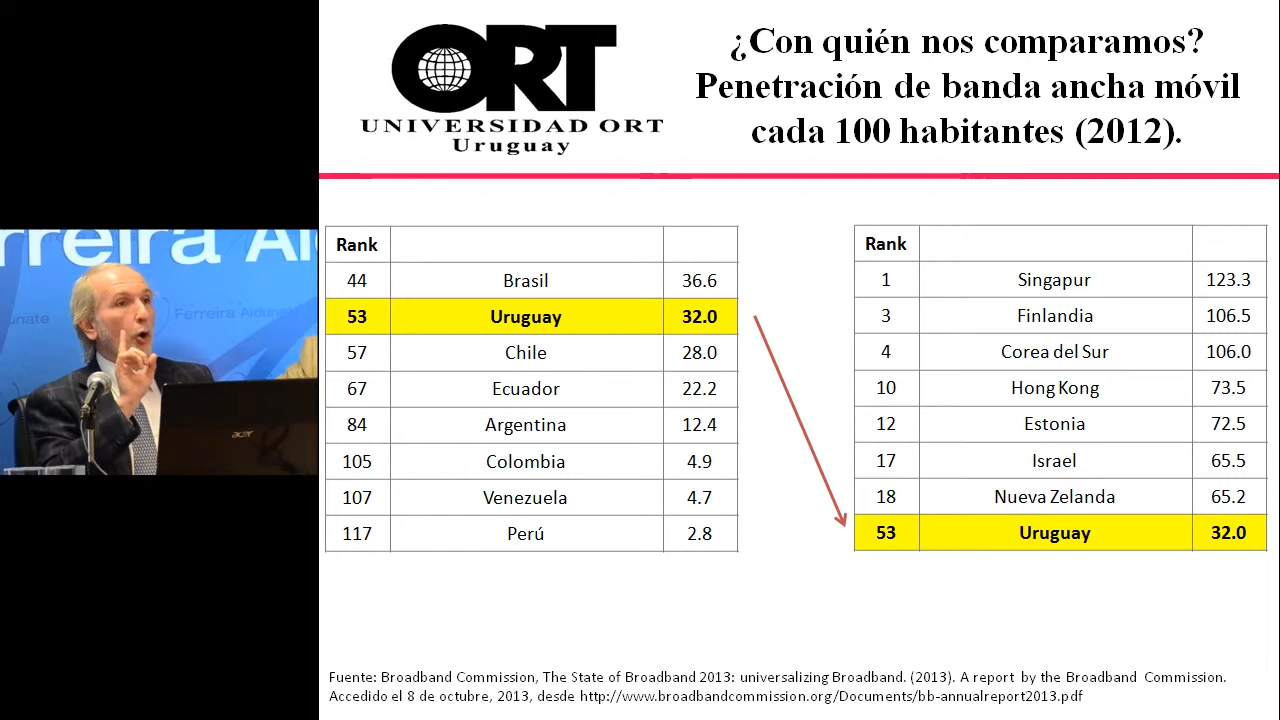 ORT
UNIVERSIDAD ORT
Uruguay
¿Con quién nos comparamos?
Penetración de banda ancha móvil
cada 100 habitantes (2012).
rreira Al
nate
Ferreira Aldunate
acer
Rank
44 Brasil 36.6
53 Uruguay 32.0
57 Chile 28.0
67 Ecuador 22.2
84 Argentina 12.4
105 Colombia 4.9
107 Venezuela 4.7
117 Perú 2.8
Rank
1 Singapur 123.3
3 Finlandia 106.5
4 Corea del Sur 106.0
10 Hong Kong 73.5
12 Estonia 72.5
17 Israel 65.5
18 Nueva Zelanda 65.2
53 Uruguay 32.0
Fuente: Broadband Commission, The State of Broadband 2013: universalizing Broadband. (2013). A report by the Broadband Commission.
Accedido el 8 de octubre, 2013, desde http://www.broadbandcommission.org/Documents/bb-annualreport2013.pdf